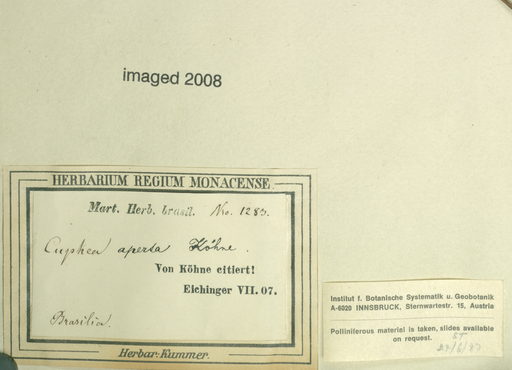 imaged 2008
HERBARIUM REGIUM MONACENSE
Mart. Herb. brasil. No. 1283.
Cuphea aperta Köhne.
Von Köhne citiert!
Eichinger VII. 07.
Brasilia.
Herbar. Kummer.
Institut f. Botanische Systematik u. Geobotanik
A-6020 INNSBRUCK, Sternwartestr. 15, Austria
Polliniferous material is taken, slides available
on request.